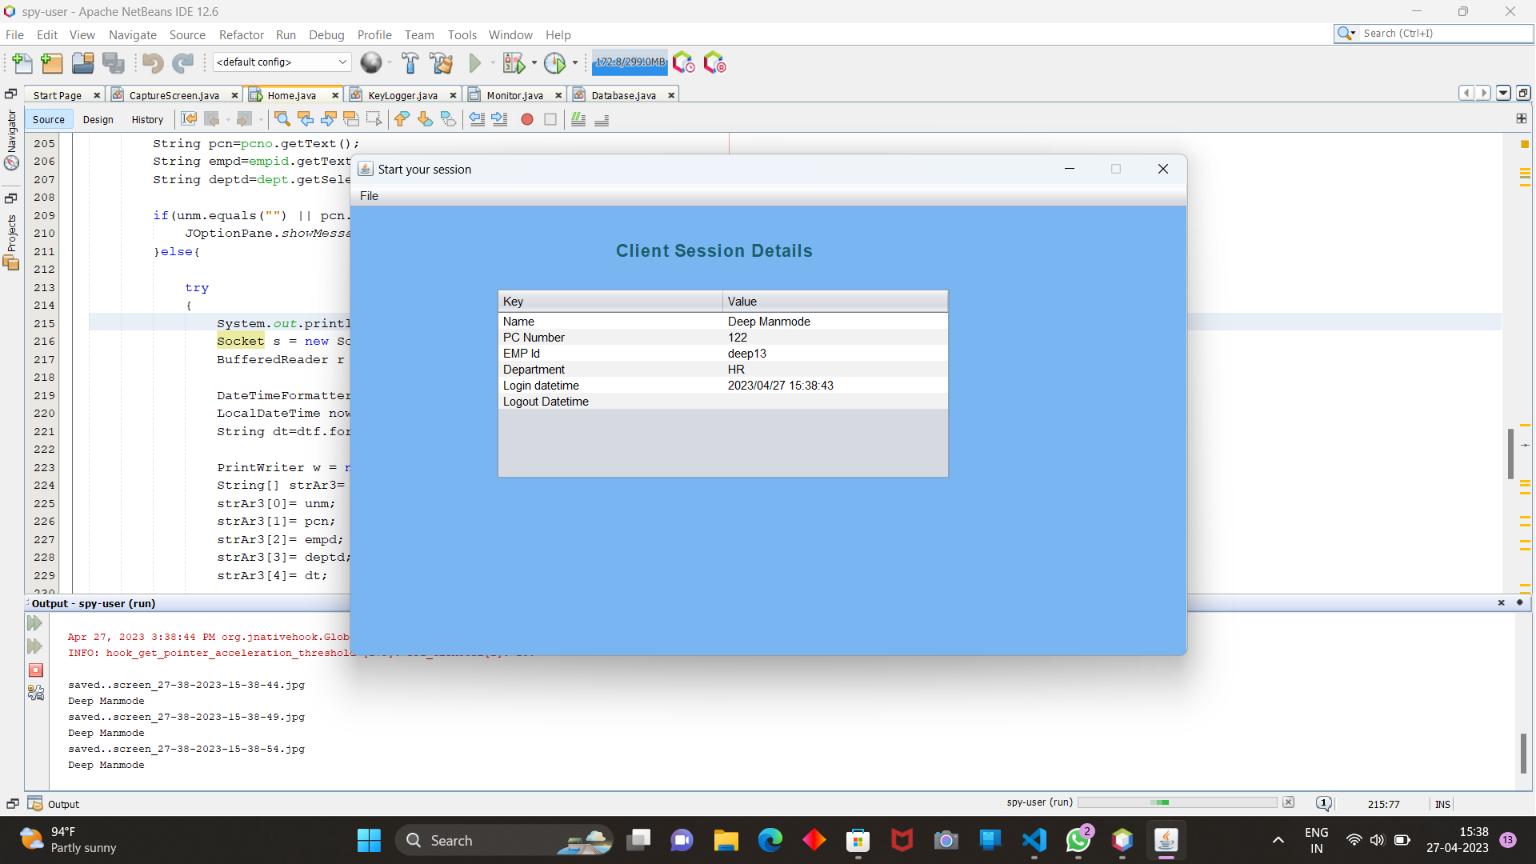 spy-user - Apache NetBeans IDE 12.6
File Edit View Navigate Source Refactor Run Debug Profile Team Tools Window Help
Search (Ctrl+I)
<default config>
172.8/299.0MB
Start Page CaptureScreen.java Home.java KeyLogger.java Monitor.java Database.java
Source Design History
Navigator
Projects
205 String pcn=pcno.getText();
206 String empd=empid.getText
207 String deptd=dept.getSele
208
209 if(unm.equals("") || pcn.
210 JOptionPane.showMessa
211 }else{
212
213 try
214 {
215 System.out.printl
216 Socket s = new So
217 BufferedReader r
218
219 DateTimeFormatter
220 LocalDateTime now
221 String dt=dtf.for
222
223 PrintWriter w = n
224 String[] strAr3=
225 strAr3[0]= unm;
226 strAr3[1]= pcn;
227 strAr3[2]= empd;
228 strAr3[3]= deptd;
229 strAr3[4]= dt;
Start your session
File
Client Session Details
Key Value
Name Deep Manmode
PC Number 122
EMP Id deep13
Department HR
Login datetime 2023/04/27 15:38:43
Logout Datetime
Output - spy-user (run)
Apr 27, 2023 3:38:44 PM org.jnativehook.Glob
INFO: hook_get_pointer_acceleration_threshold
saved..screen_27-38-2023-15-38-44.jpg
Deep Manmode
saved..screen_27-38-2023-15-38-49.jpg
Deep Manmode
saved..screen_27-38-2023-15-38-54.jpg
Deep Manmode
Output
spy-user (run)
1
215:77
INS
94°F
Partly sunny
Search
2
ENG
IN
15:38
27-04-2023
13